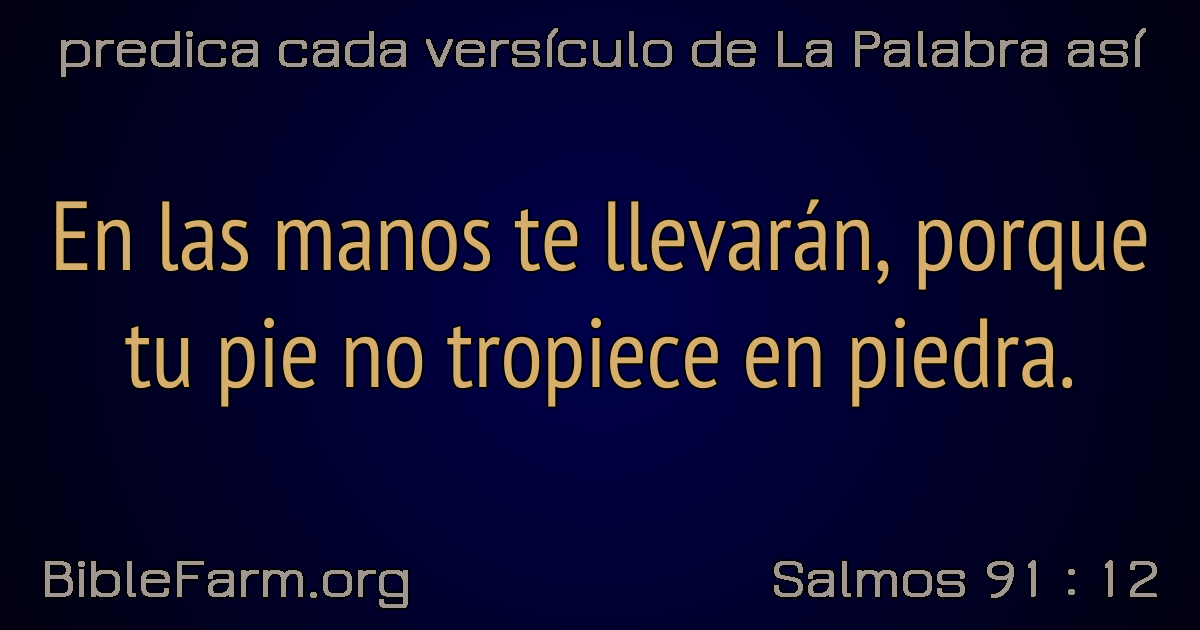 predica cada versículo de La Palabra así
En las manos te llevarán, porque
tu pie no tropiece en piedra.
BibleFarm.org
Salmos 91 : 12